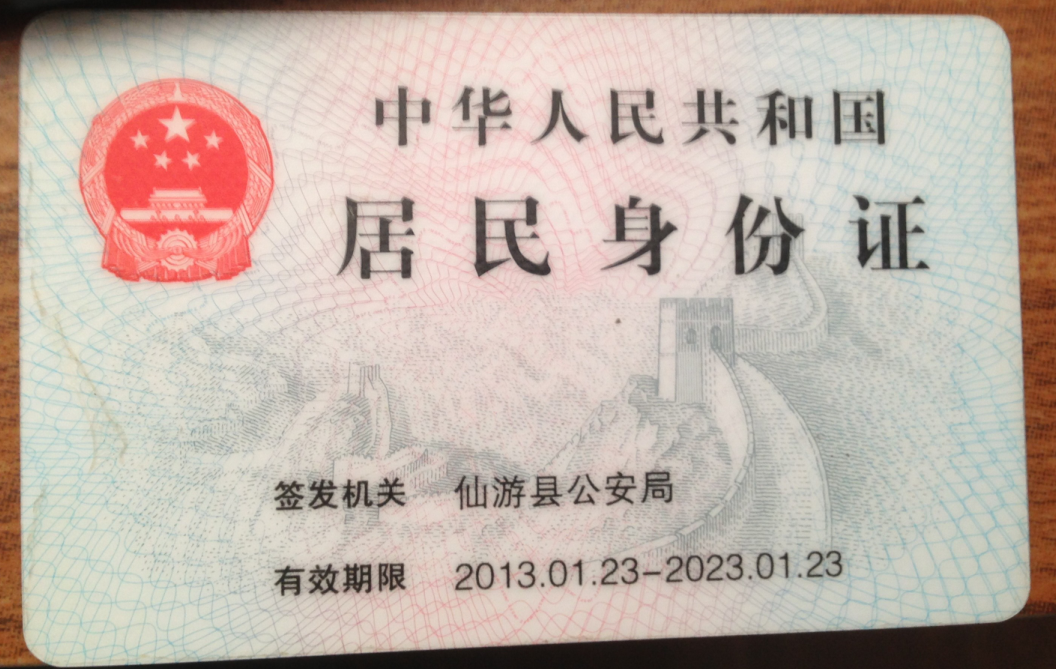 中华人民共和国
居民身份证
签发机关 仙游县公安局
有效期限 2013.01.23-2023.01.23